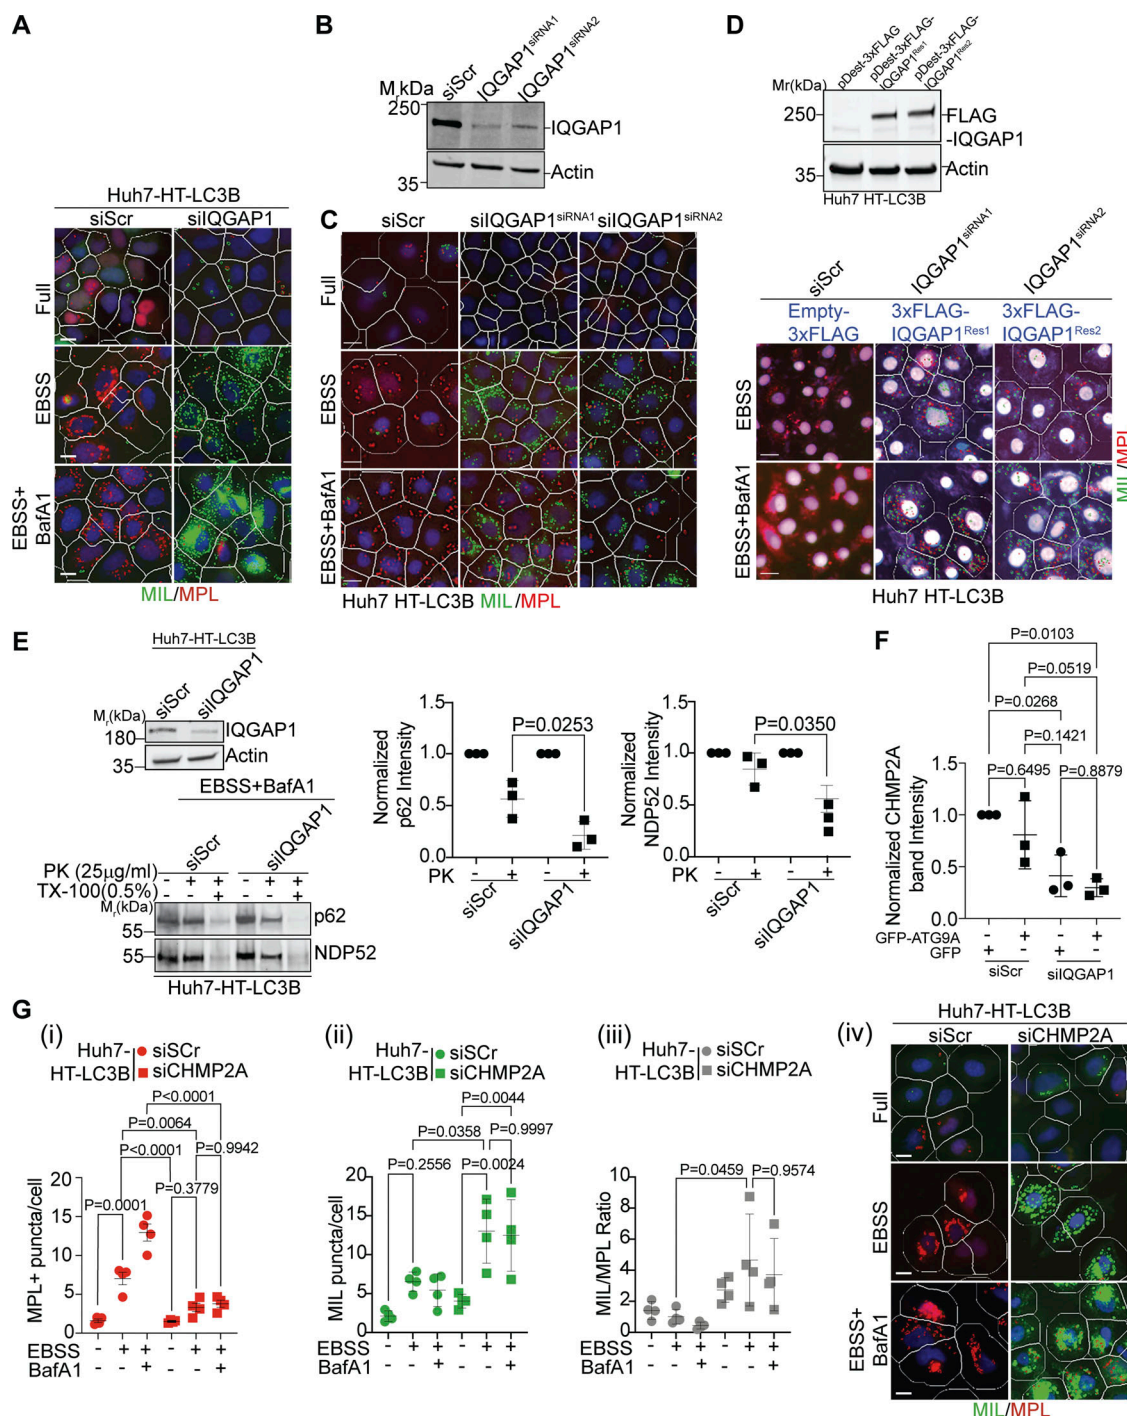 A
Huh7-HT-LC3B
siScr siIQGAP1
Full
EBSS
EBSS+
BafA1
MIL/MPL
B
siScr
IQGAP1siRNA1
IQGAP1siRNA2
MrkDa
250
IQGAP1
Actin
35
C
siScr siIQGAP1siRNA1 siIQGAP1siRNA2
Full
EBSS
EBSS+BafA1
Huh7 HT-LC3B MIL/MPL
D
pDest-3xFLAG
pDest-3xFLAG-
IQGAP1Res1
pDest-3xFLAG-
IQGAP1Res2
Mr(kDa)
250
FLAG
-IQGAP1
Actin
35
Huh7 HT-LC3B
siScr
IQGAP1siRNA1
IQGAP1siRNA2
Empty-
3xFLAG
3xFLAG-
IQGAP1Res1
3xFLAG-
IQGAP1Res2
EBSS
EBSS+BafA1
MIL/MPL
Huh7 HT-LC3B
E
Huh7-HT-LC3B
siScr
siIQGAP1
Mr(kDa)
180
IQGAP1
35
Actin
EBSS+BafA1
siScr
siIQGAP1
PK (25µg/ml) - + + - + +
TX-100(0.5%) - - + - - +
Mr(kDa)
55
p62
55
NDP52
Huh7-HT-LC3B
Normalized
p62 Intensity
1.5
1.0
0.5
0.0
P=0.0253
PK - + - +
siScr
siIQGAP1
Normalized
NDP52 Intensity
1.5
1.0
0.5
0.0
P=0.0350
PK - + - +
siScr
siIQGAP1
F
P=0.0103
P=0.0519
P=0.0268
P=0.1421
P=0.6495 P=0.8879
Normalized CHMP2A
band Intensity
1.5
1.0
0.5
0.0
GFP-ATG9A - + - +
GFP + - + -
siScr siIQGAP1
G
(i)
Huh7-
HT-LC3B
siSCr
siCHMP2A
P<0.0001
P=0.0064
P<0.0001
P=0.9942
P=0.0001
P=0.3779
MPL+ puncta/cell
20
15
10
5
0
EBSS - + + - + +
BafA1 - - + - - +
(ii)
Huh7-
HT-LC3B
siSCr
siCHMP2A
P=0.0044
P=0.0358
P=0.9997
P=0.2556
P=0.0024
MIL puncta/cell
20
15
10
5
0
EBSS - + + - + +
BafA1 - - + - - +
(iii)
Huh7-
HT-LC3B
siSCr
siCHMP2A
P=0.0459
P=0.9574
MIL/MPL Ratio
10
8
6
4
2
0
EBSS - + + - + +
BafA1 - - + - - +
(iv)
Huh7-HT-LC3B
siScr siCHMP2A
Full
EBSS
EBSS+
BafA1
MIL/MPL